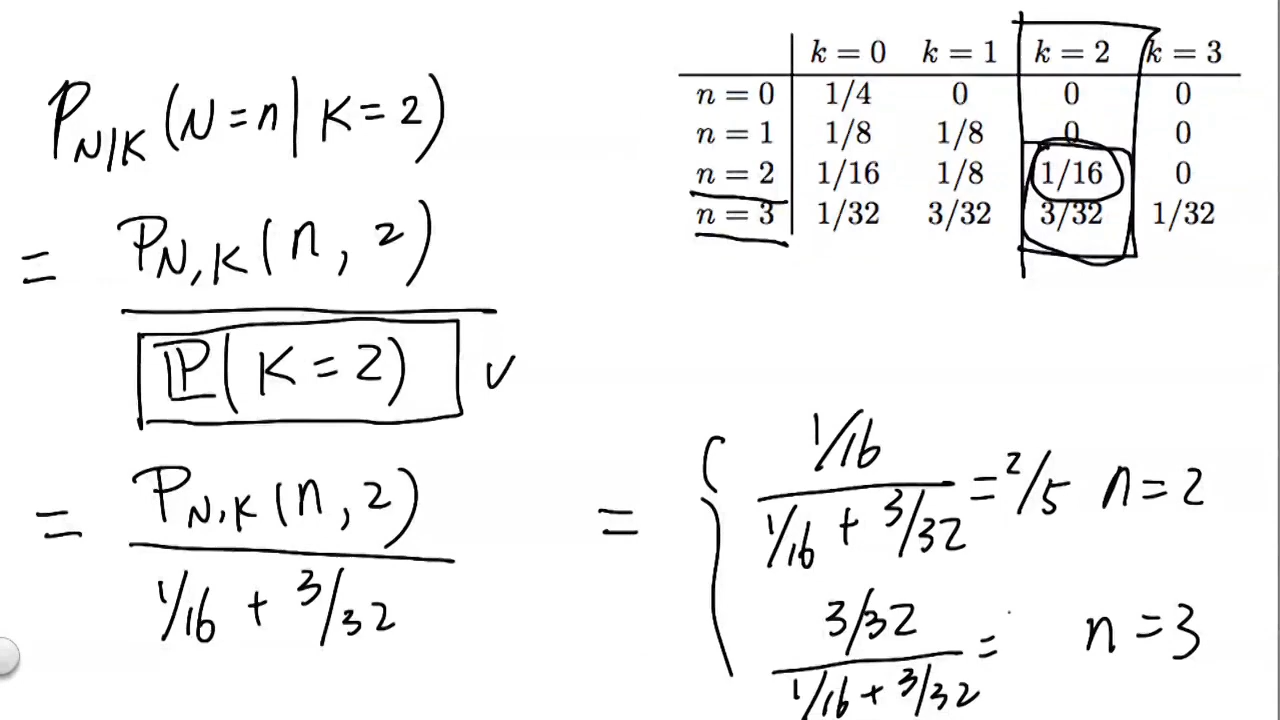 P_{N|K} (N = n | K = 2)
= P_{N,K} (n, 2)
ℙ(K = 2) ✓
= P_{N,K} (n, 2)
1/16 + 3/32
k = 0 k = 1 k = 2 k = 3
n = 0 1/4 0 0 0
n = 1 1/8 1/8 0 0
n = 2 1/16 1/8 1/16 0
n = 3 1/32 3/32 3/32 1/32
= { 1/16
1/16 + 3/32 = 2/5 n = 2
3/32
1/16 + 3/32 = n = 3